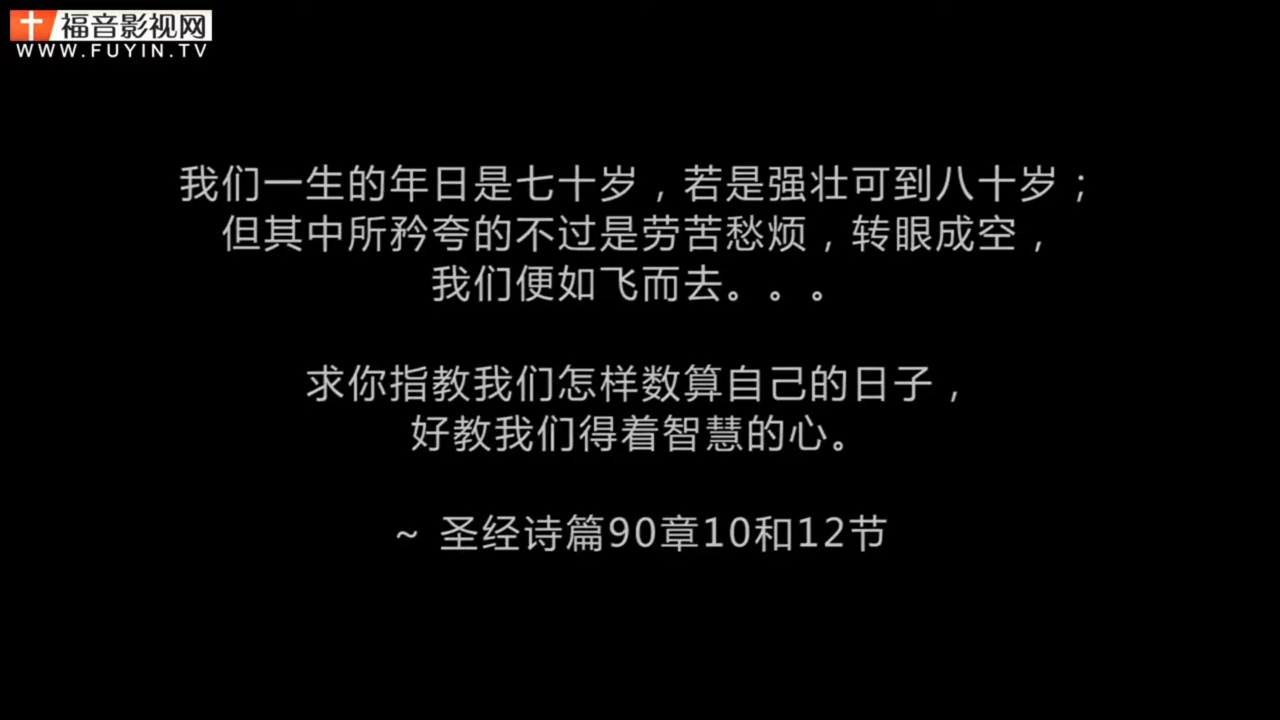 福音影视网
WWW.FUYIN.TV
我们一生的年日是七十岁，若是强壮可到八十岁；
但其中所矜夸的不过是劳苦愁烦，转眼成空，
我们便如飞而去。。。
求你指教我们怎样数算自己的日子，
好教我们得着智慧的心。
~ 圣经诗篇90章10和12节